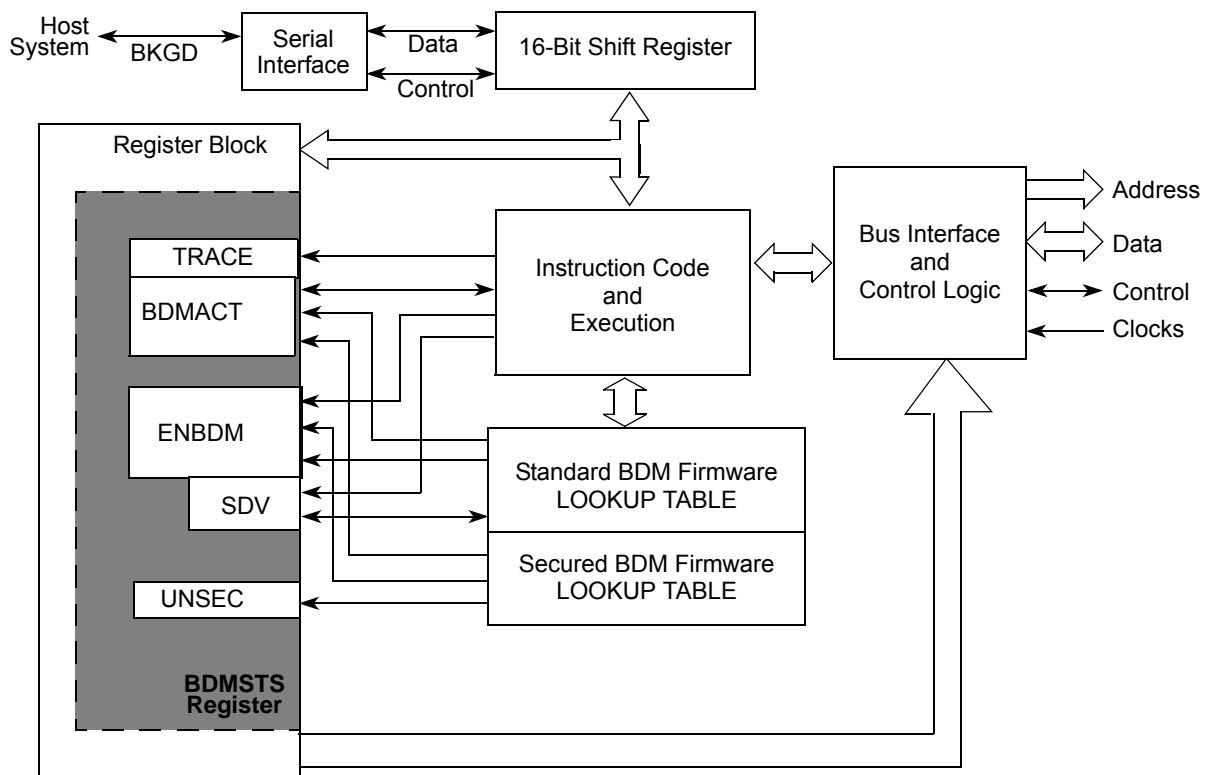 Host
System
BKGD
Serial
Interface
Data
Control
16-Bit Shift Register
Register Block
TRACE
BDMACT
ENBDM
SDV
UNSEC
BDMSTS
Register
Instruction Code
and
Execution
Standard BDM Firmware
LOOKUP TABLE
Secured BDM Firmware
LOOKUP TABLE
Bus Interface
and
Control Logic
Address
Data
Control
Clocks